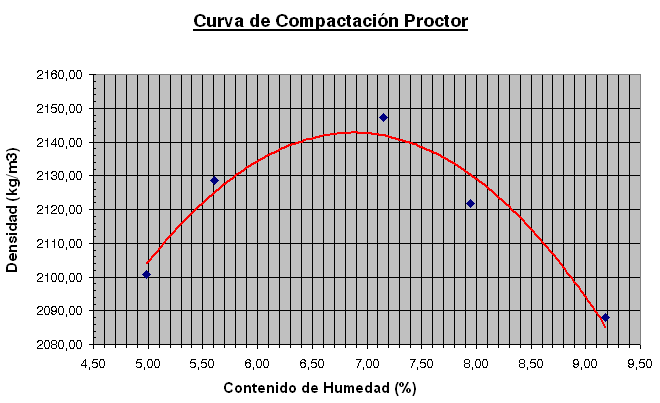 Curva de Compactación Proctor
Densidad (kg/m3)
2160,00
2150,00
2140,00
2130,00
2120,00
2110,00
2100,00
2090,00
2080,00
4,50 5,00 5,50 6,00 6,50 7,00 7,50 8,00 8,50 9,00 9,50
Contenido de Humedad (%)